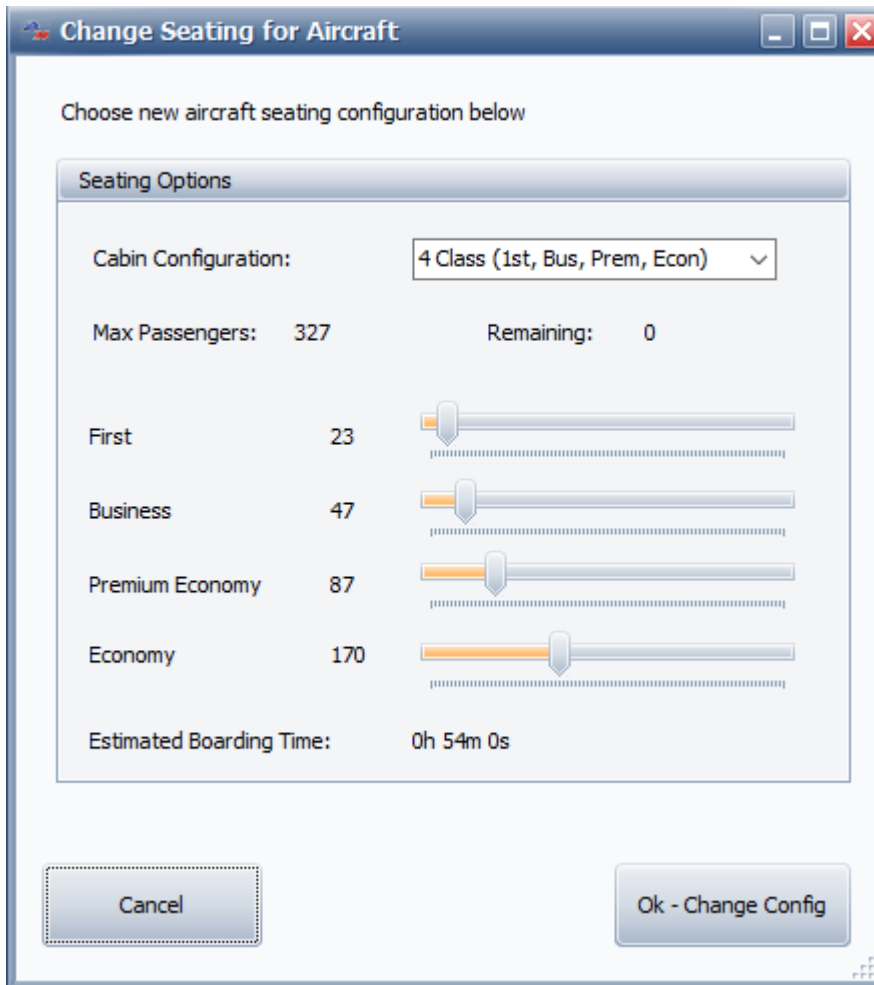 Change Seating for Aircraft
Choose new aircraft seating configuration below
Seating Options
Cabin Configuration: 4 Class (1st, Bus, Prem, Econ)
Max Passengers: 327 Remaining: 0
First 23
Business 47
Premium Economy 87
Economy 170
Estimated Boarding Time: 0h 54m 0s
Cancel Ok - Change Config